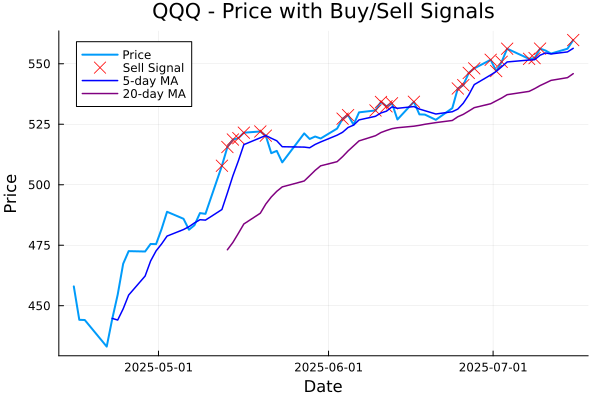 QQQ - Price with Buy/Sell Signals
Price
Sell Signal
5-day MA
20-day MA
550
525
500
475
450
Price
2025-05-01
2025-06-01
2025-07-01
Date